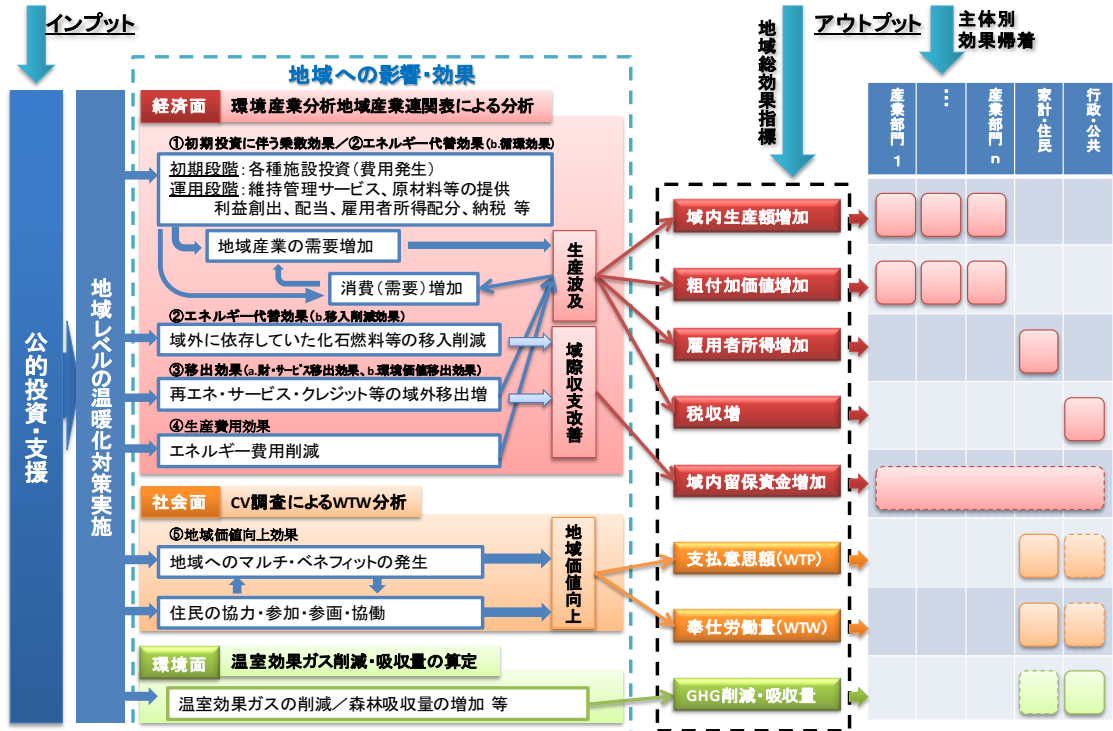 インプット
公的投資・支援
地域レベルの温暖化対策実施
地域への影響・効果
経済面
環境産業分析地域産業連関表による分析
①初期投資に伴う乗数効果／②エネルギー代替効果（b.循環効果）
初期段階：各種施設投資（費用発生）
運用段階：維持管理サービス、原材料等の提供
利益創出、配当、雇用者所得配分、納税 等
地域産業の需要増加
消費（需要）増加
②エネルギー代替効果（b.移入削減効果）
域外に依存していた化石燃料等の移入削減
③移出効果（a.財・サービス移出効果、b.環境価値移出効果）
再エネ・サービス・クレジット等の域外移出増
④生産費用効果
エネルギー費用削減
生産波及
域際収支改善
社会面
CV調査によるWTW分析
⑤地域価値向上効果
地域へのマルチ・ベネフィットの発生
住民の協力・参加・参画・協働
地域価値向上
環境面
温室効果ガス削減・吸収量の算定
温室効果ガスの削減／森林吸収量の増加 等
地域総効果指標
アウトプット
域内生産額増加
粗付加価値増加
雇用者所得増加
税収増
域内留保資金増加
支払意思額（WTP）
奉仕労働量（WTW）
GHG削減・吸収量
主体別
効果帰着
産業部門1
…
産業部門n
家計・住民
行政・公共